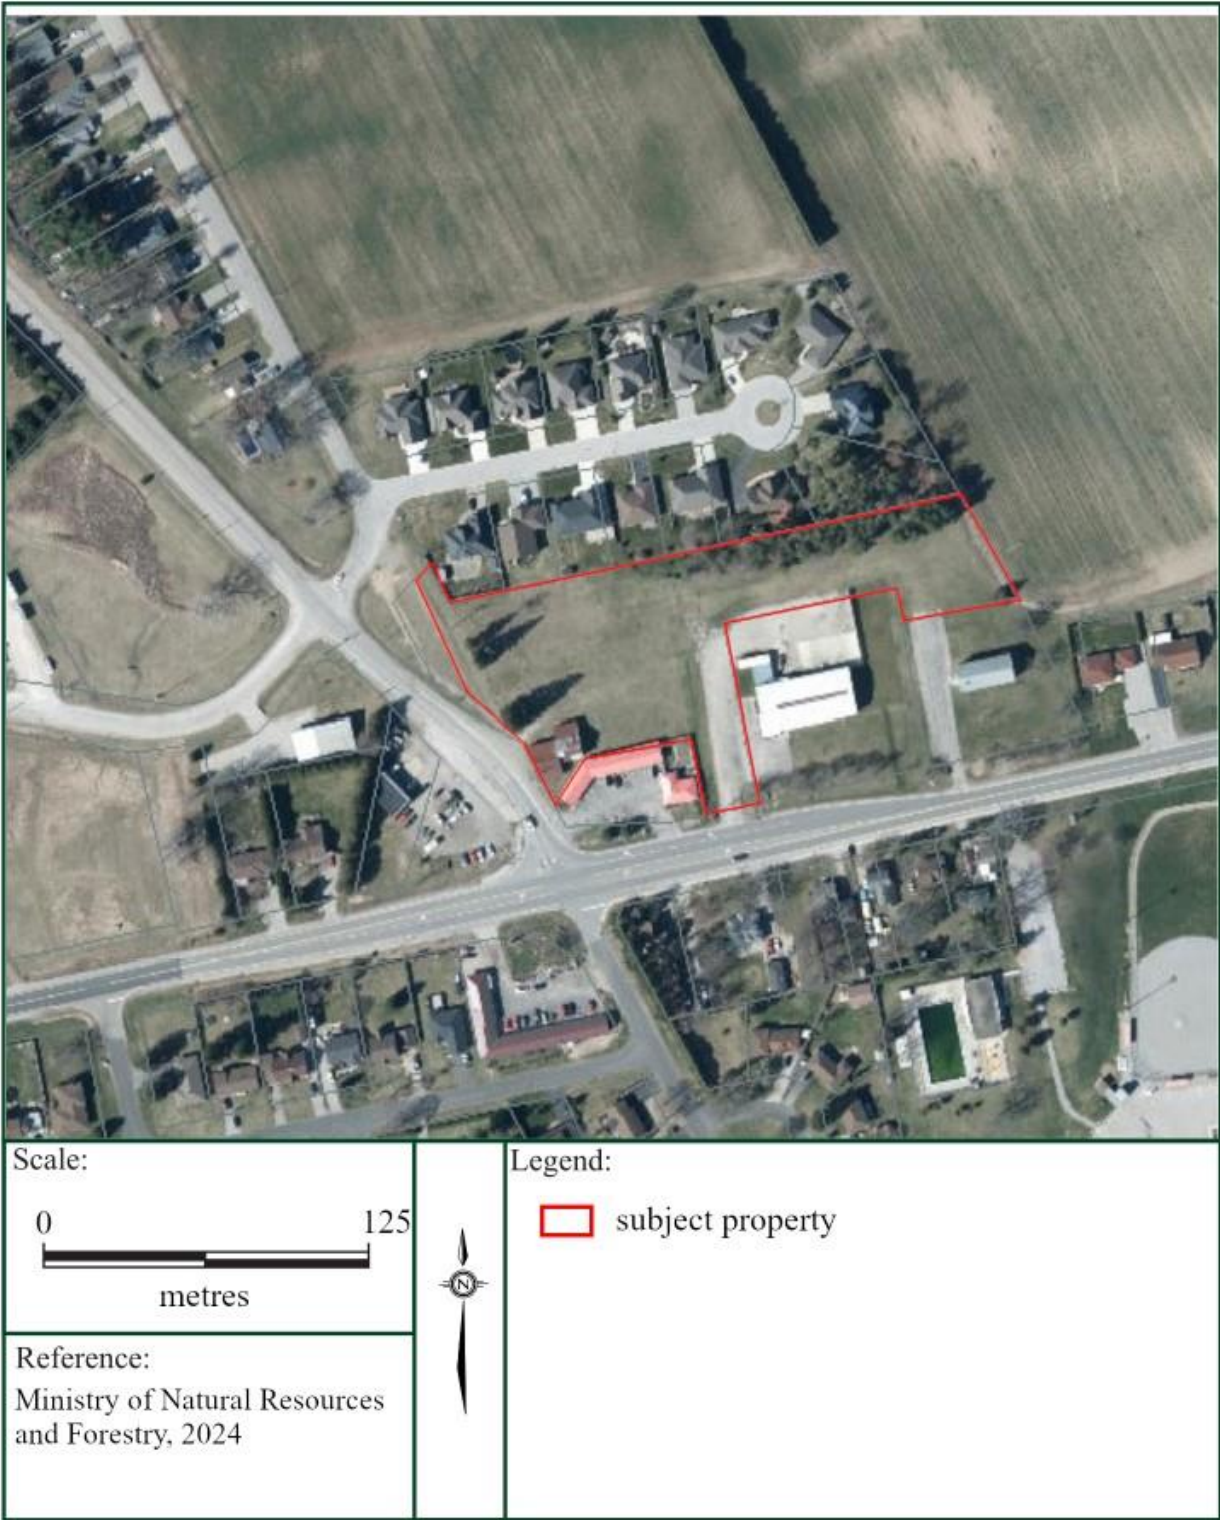 Scale:
0 125
metres
Reference:
Ministry of Natural Resources
and Forestry, 2024
N
Legend:
subject property